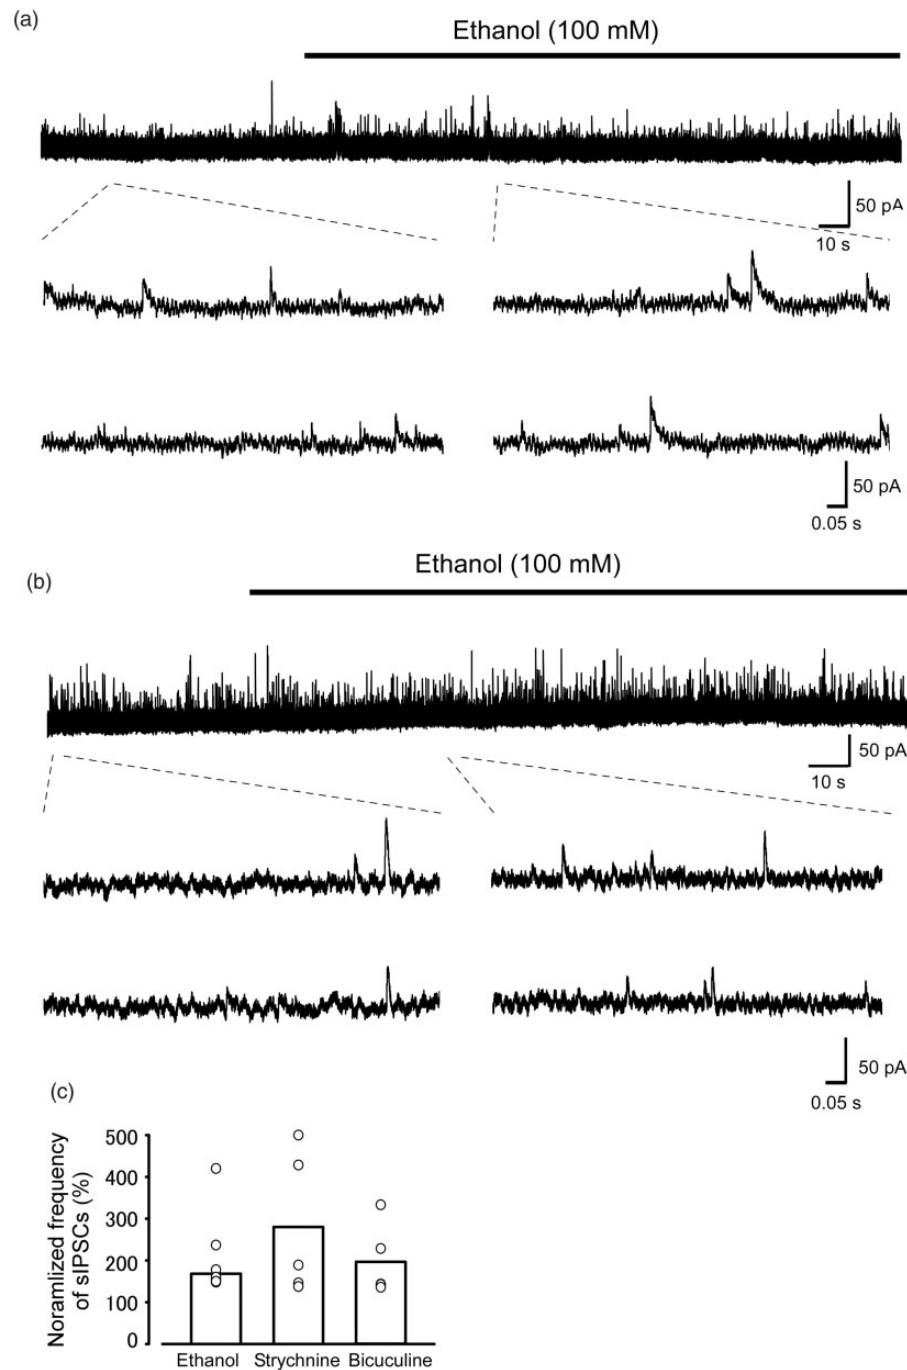 (a)
Ethanol (100 mM)
50 pA
10 s
50 pA
0.05 s
(b)
Ethanol (100 mM)
50 pA
10 s
50 pA
0.05 s
(c)
Noramlized frequency
of sIPSCs (%)
500
400
300
200
100
0
Ethanol Strychnine Bicuculine